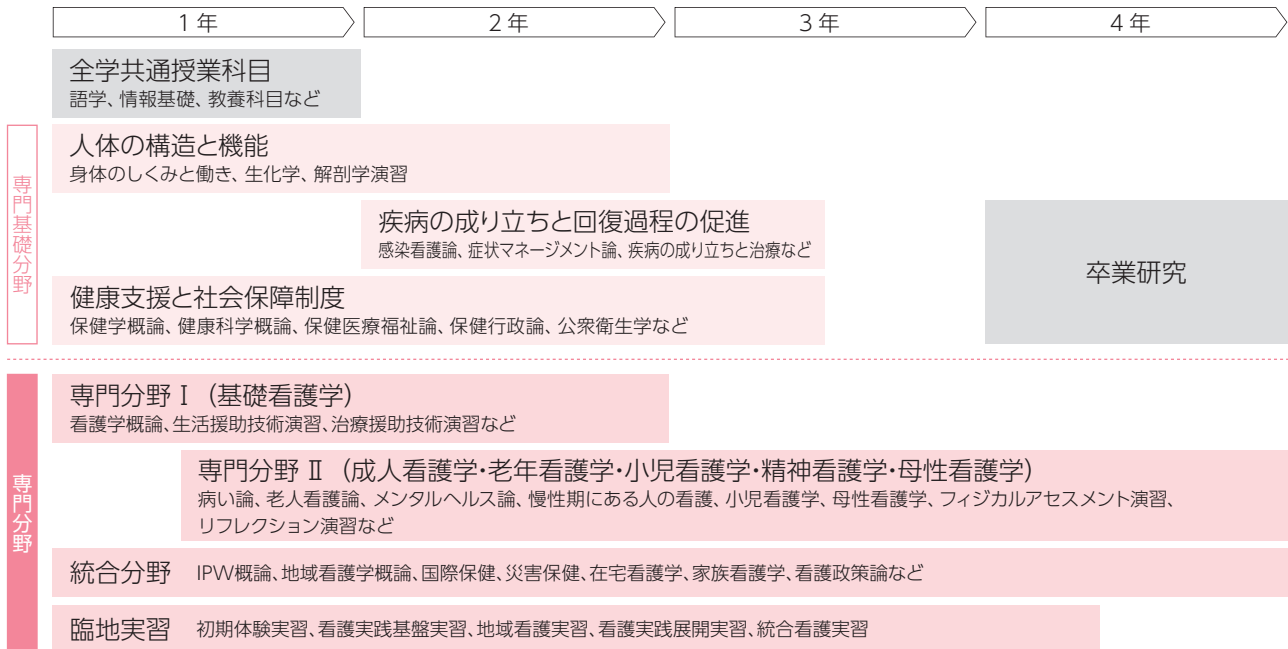 1年 2年 3年 4年
全学共通授業科目
語学、情報基礎、教養科目など
専門基礎分野
人体の構造と機能
身体のしくみと働き、生化学、解剖学演習
疾病の成り立ちと回復過程の促進
感染看護論、症状マネージメント論、疾病の成り立ちと治療など
健康支援と社会保障制度
保健学概論、健康科学概論、保健医療福祉論、保健行政論、公衆衛生学など
卒業研究
専門分野
専門分野 Ⅰ (基礎看護学)
看護学概論、生活援助技術演習、治療援助技術演習など
専門分野 Ⅱ (成人看護学・老年看護学・小児看護学・精神看護学・母性看護学)
病い論、老人看護論、メンタルヘルス論、慢性期にある人の看護、小児看護学、母性看護学、フィジカルアセスメント演習、
リフレクション演習など
統合分野 IPW概論、地域看護学概論、国際保健、災害保健、在宅看護学、家族看護学、看護政策論など
臨地実習 初期体験実習、看護実践基盤実習、地域看護実習、看護実践展開実習、統合看護実習